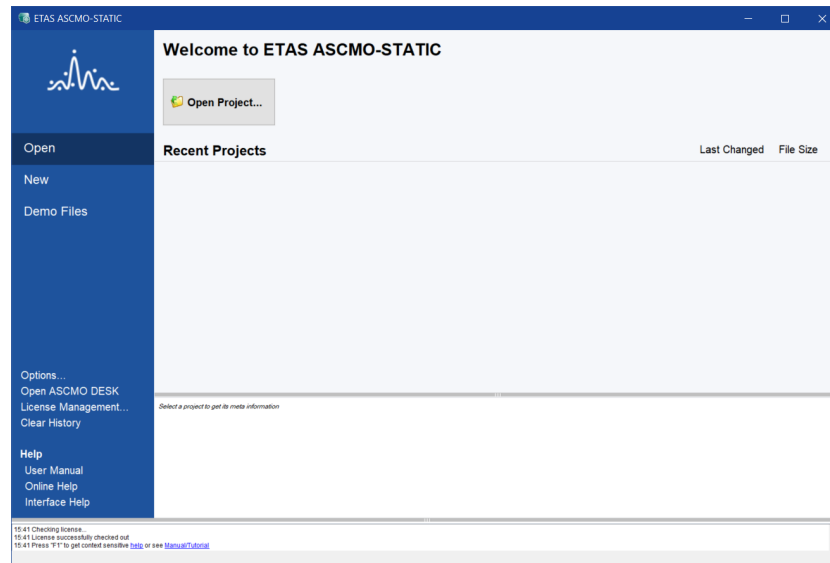 ETAS ASCMO-STATIC
Welcome to ETAS ASCMO-STATIC
Open Project...
Open
Recent Projects
Last Changed
File Size
New
Demo Files
Options...
Open ASCMO DESK
License Management...
Clear History
Select a project to get its meta information
Help
User Manual
Online Help
Interface Help
15:41 Checking license...
15:41 License successfully checked out
15:41 Press "F1" to get context sensitive help or see Manual/Tutorial